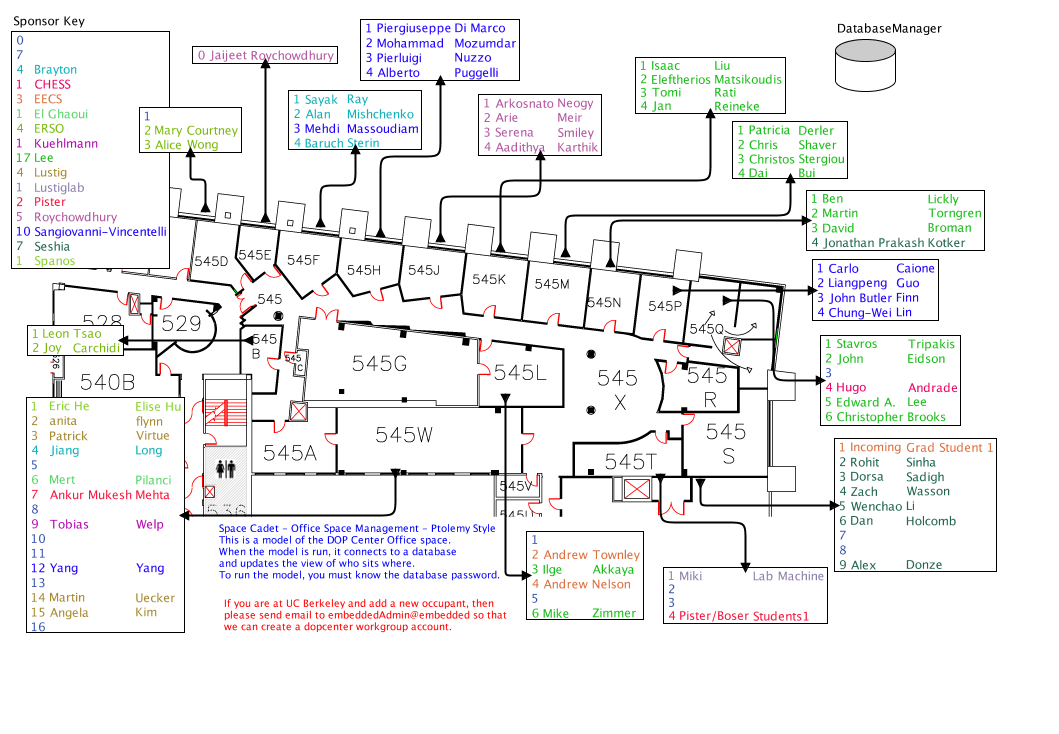 Sponsor Key
0
7
4 Brayton
1 CHESS
3 EECS
1 El Ghaoui
4 ERSO
1 Kuehlmann
17 Lee
4 Lustig
1 Lustiglab
2 Pister
5 Roychowdhury
10 Sangiovanni-Vincentelli
7 Seshia
1 Spanos
1
2 Mary Courtney
3 Alice Wong
0 Jaijeet Roychowdhury
1 Sayak Ray
2 Alan Mishchenko
3 Mehdi Massoudiam
4 Baruch Sterin
1 Piergiuseppe Di Marco
2 Mohammad Mozumdar
3 Pierluigi Nuzzo
4 Alberto Puggelli
1 Arkosnato Neogy
2 Arie Meir
3 Serena Smiley
4 Aadithya Karthik
1 Isaac Liu
2 Eleftherios Matsikoudis
3 Tomi Rati
4 Jan Reineke
DatabaseManager
1 Patricia Derler
2 Chris Shaver
3 Christos Stergiou
4 Dai Bui
1 Ben Lickly
2 Martin Torngren
3 David Broman
4 Jonathan Prakash Kotker
1 Carlo Caione
2 Liangpeng Guo
3 John Butler Finn
4 Chung-Wei Lin
1 Stavros Tripakis
2 John Eidson
3
4 Hugo Andrade
5 Edward A. Lee
6 Christopher Brooks
1 Incoming Grad Student 1
2 Rohit Sinha
3 Dorsa Sadigh
4 Zach Wasson
5 Wenchao Li
6 Dan Holcomb
7
8
9 Alex Donze
545D
545E
545F
545H
545J
545K
545M
545N
545P
545Q
528
529
545
545
B
545
C
545G
545L
545
X
545
R
540B
545A
545W
545T
545
S
545V
1 Leon Tsao
2 Joy Carchidi
1 Eric He Elise Hu
2 anita flynn
3 Patrick Virtue
4 Jiang Long
5
6 Mert Pilanci
7 Ankur Mukesh Mehta
8
9 Tobias Welp
10
11
12 Yang Yang
13
14 Martin Uecker
15 Angela Kim
16
Space Cadet - Office Space Management - Ptolemy Style
This is a model of the DOP Center Office space.
When the model is run, it connects to a database
and updates the view of who sits where.
To run the model, you must know the database password.
If you are at UC Berkeley and add a new occupant, then
please send email to embeddedAdmin@embedded so that
we can create a dopcenter workgroup account.
1
2 Andrew Townley
3 Ilge Akkaya
4 Andrew Nelson
5
6 Mike Zimmer
1 Miki Lab Machine
2
3
4 Pister/Boser Students1